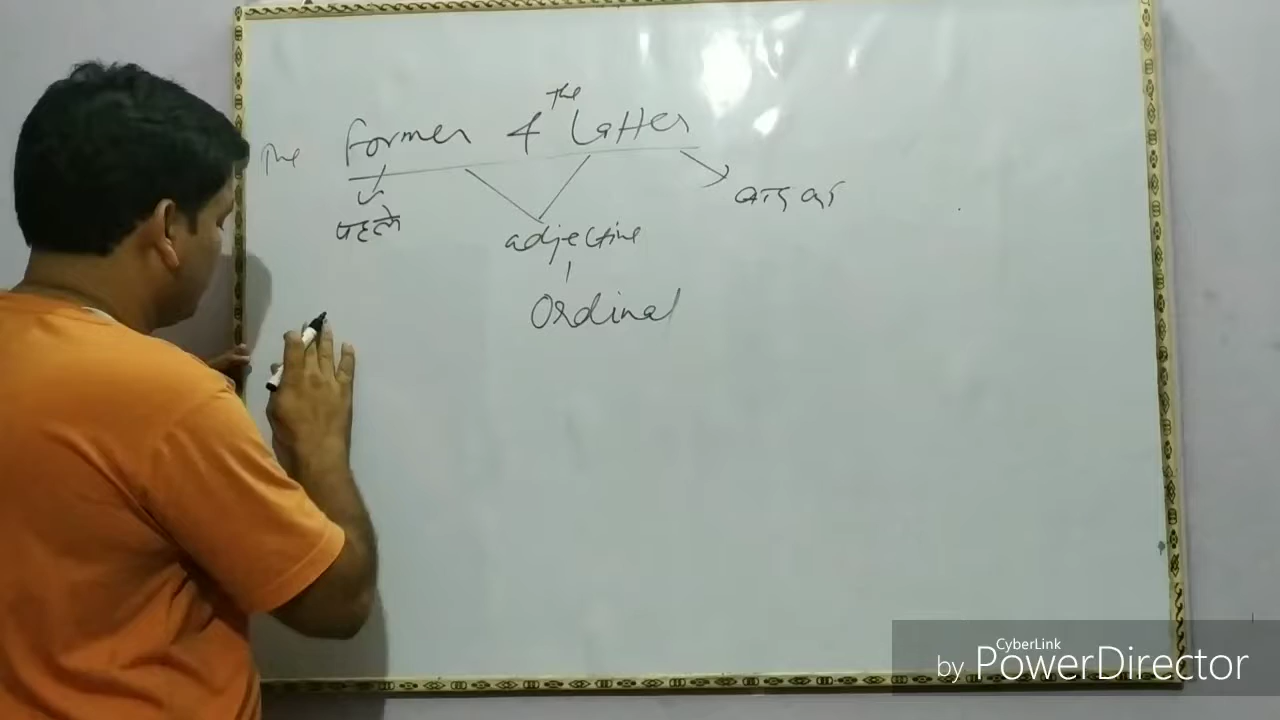 The Former & the Latter
पहले
बाद का
adjective
Ordinal
CyberLink
by PowerDirector